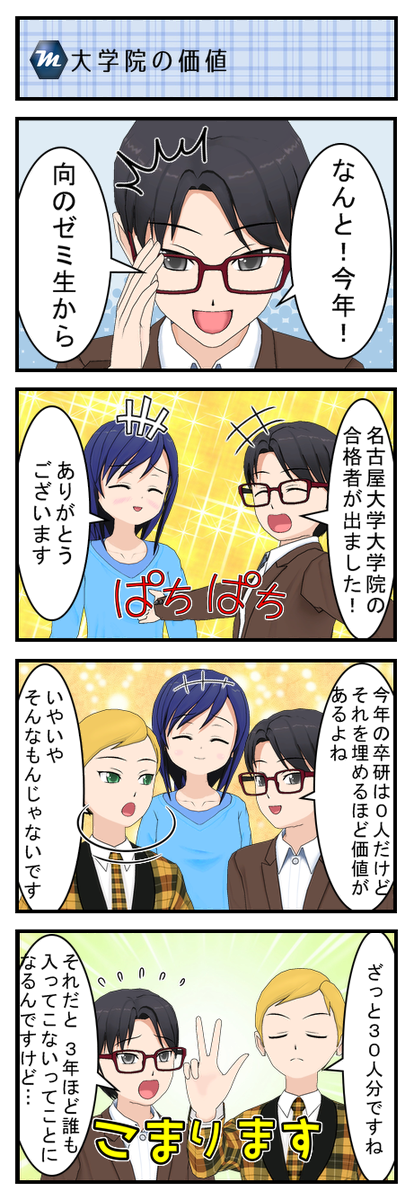 m 大学院の価値
なんと！今年！
向のゼミ生から
名古屋大学大学院の
合格者が出ました！
ありがとう
ございます
ぱちぱち
今年の卒研は０人だけど
それを埋めるほど価値が
あるよね
いやいや
そんなもんじゃないです
ざっと３０人分ですね
それだと ３年ほど誰も
入ってこないってことに
なるんですけど…
こまります